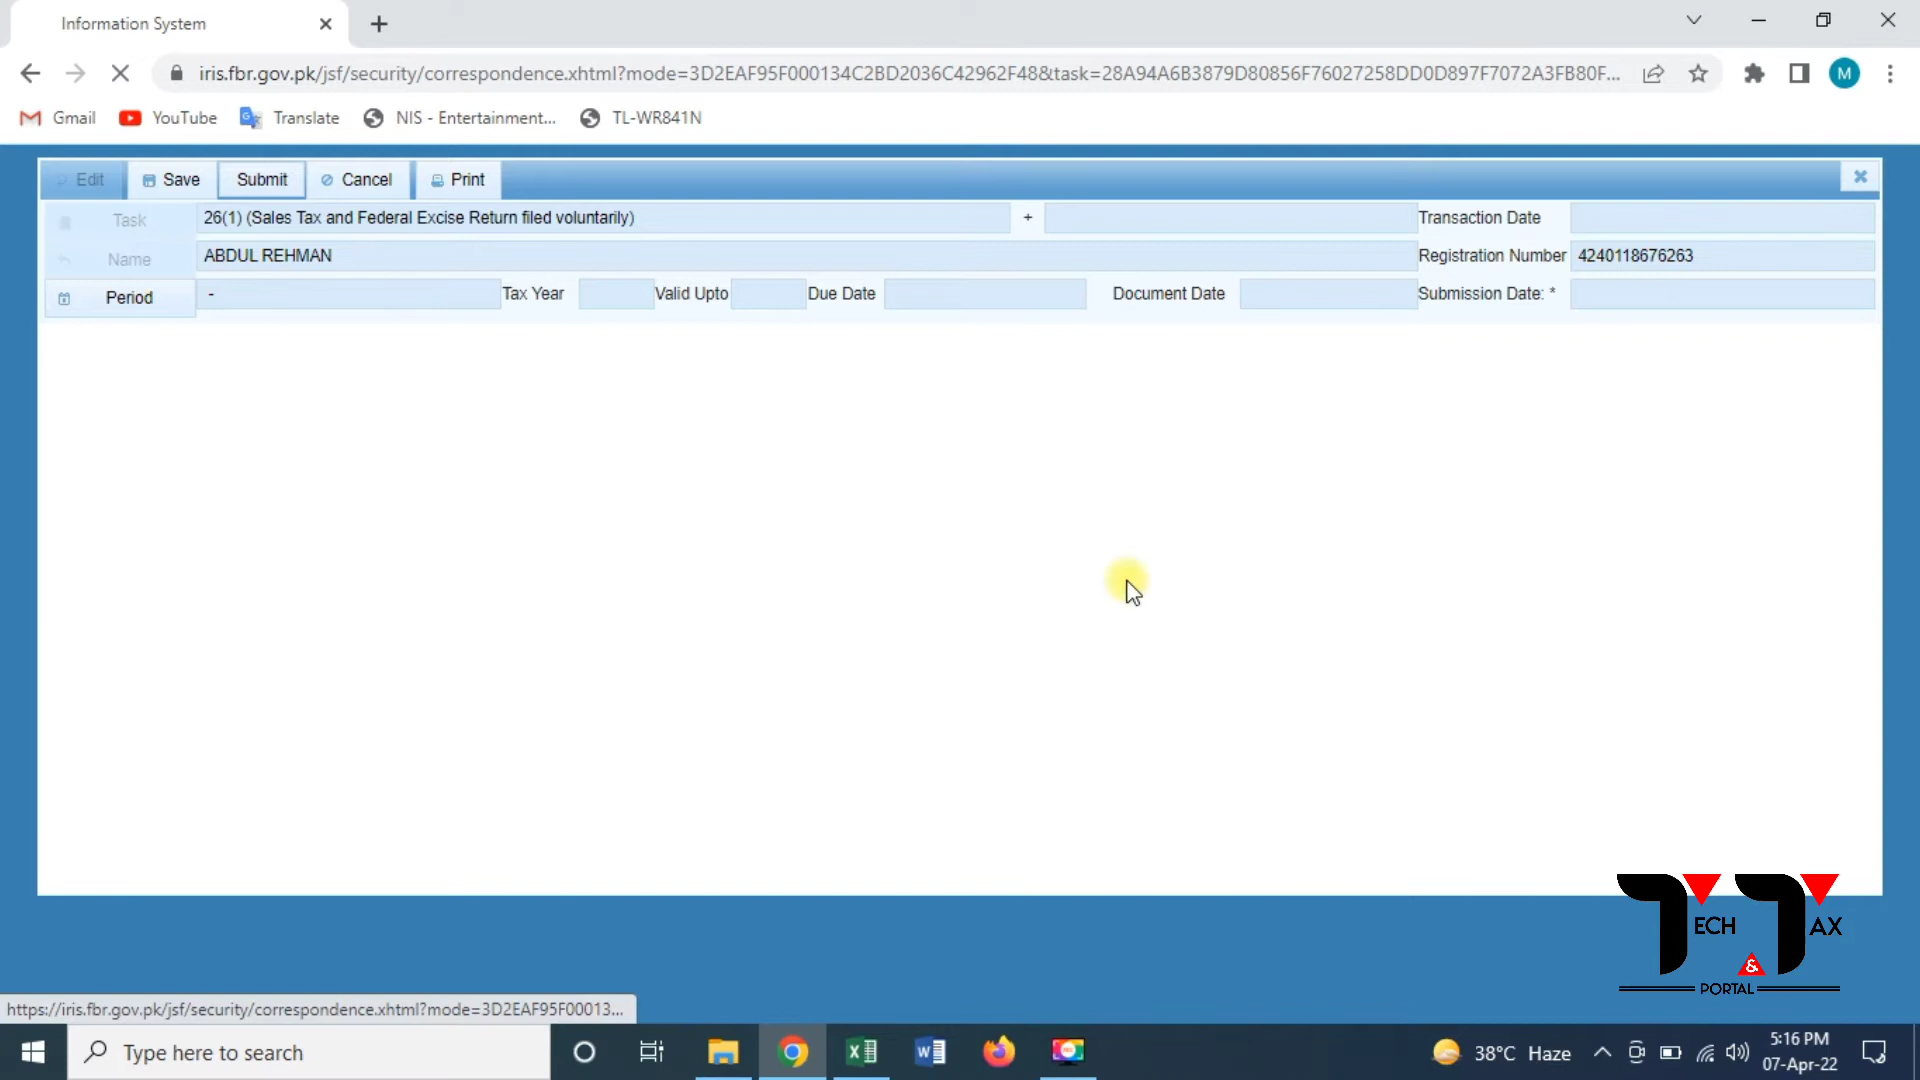 Information System
iris.fbr.gov.pk/jsf/security/correspondence.xhtml?mode=3D2EAF95F000134C2BD2036C42962F48&task=28A94A6B3879D80856F76027258DD0D897F7072A3FB80F...
M
Gmail YouTube Translate NIS - Entertainment... TL-WR841N
Edit Save Submit Cancel Print
Task 26(1) (Sales Tax and Federal Excise Return filed voluntarily) + Transaction Date
Name ABDUL REHMAN Registration Number 4240118676263
Period - Tax Year Valid Upto Due Date Document Date Submission Date: *
TECH & TAX
PORTAL
https://iris.fbr.gov.pk/jsf/security/correspondence.xhtml?mode=3D2EAF95F00013...
Type here to search
38°C Haze
5:16 PM
07-Apr-22